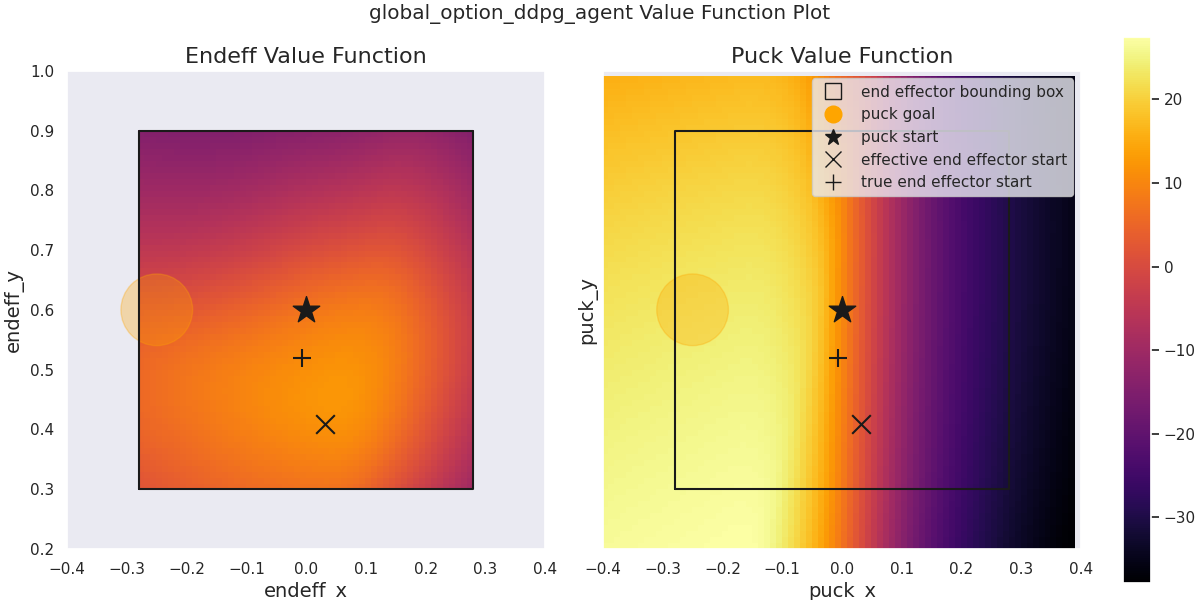 global_option_ddpg_agent Value Function Plot
Endeff Value Function
Puck Value Function
1.0
0.9
0.8
0.7
0.6
0.5
0.4
0.3
0.2
endeff_y
−0.4 −0.3 −0.2 −0.1 0.0 0.1 0.2 0.3 0.4
endeff_x
end effector bounding box
puck goal
puck start
effective end effector start
true end effector start
puck_y
−0.4 −0.3 −0.2 −0.1 0.0 0.1 0.2 0.3 0.4
puck_x
20
10
0
−10
−20
−30